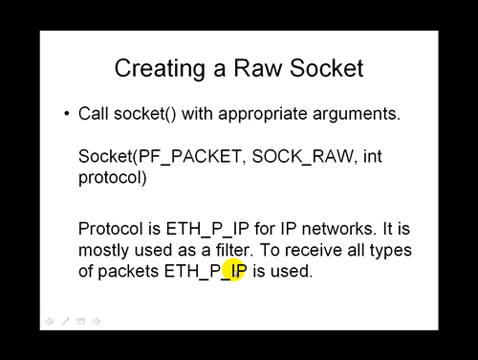 Creating a Raw Socket
• Call socket() with appropriate arguments.
Socket(PF_PACKET, SOCK_RAW, int
protocol)
Protocol is ETH_P_IP for IP networks. It is
mostly used as a filter. To receive all types
of packets ETH_P_IP is used.